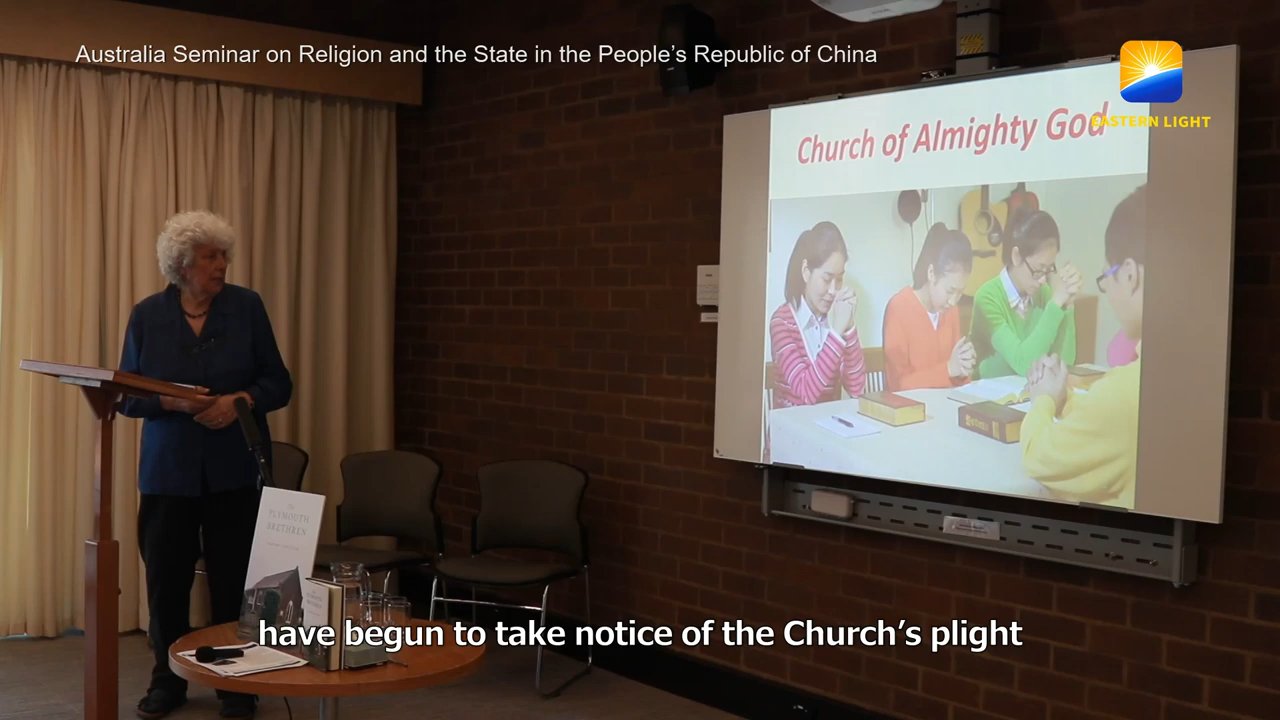 Australia Seminar on Religion and the State in the People's Republic of China
EASTERN LIGHT
Church of Almighty God
PLYMOUTH
BRETHREN
have begun to take notice of the Church's plight